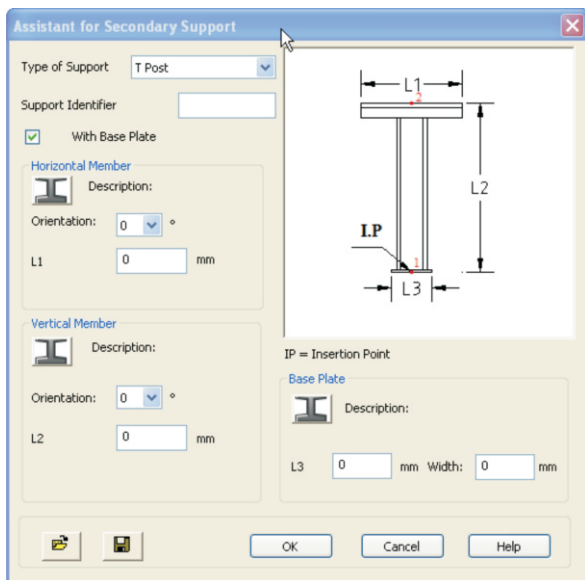 Assistant for Secondary Support
Type of Support
T Post
Support Identifier
With Base Plate
Horizontal Member
Description:
Orientation: 0 °
L1 0 mm
Vertical Member
Description:
Orientation: 0 °
L2 0 mm
L1
2
L2
I.P
1
L3
IP = Insertion Point
Base Plate
Description:
L3 0 mm Width: 0 mm
OK Cancel Help